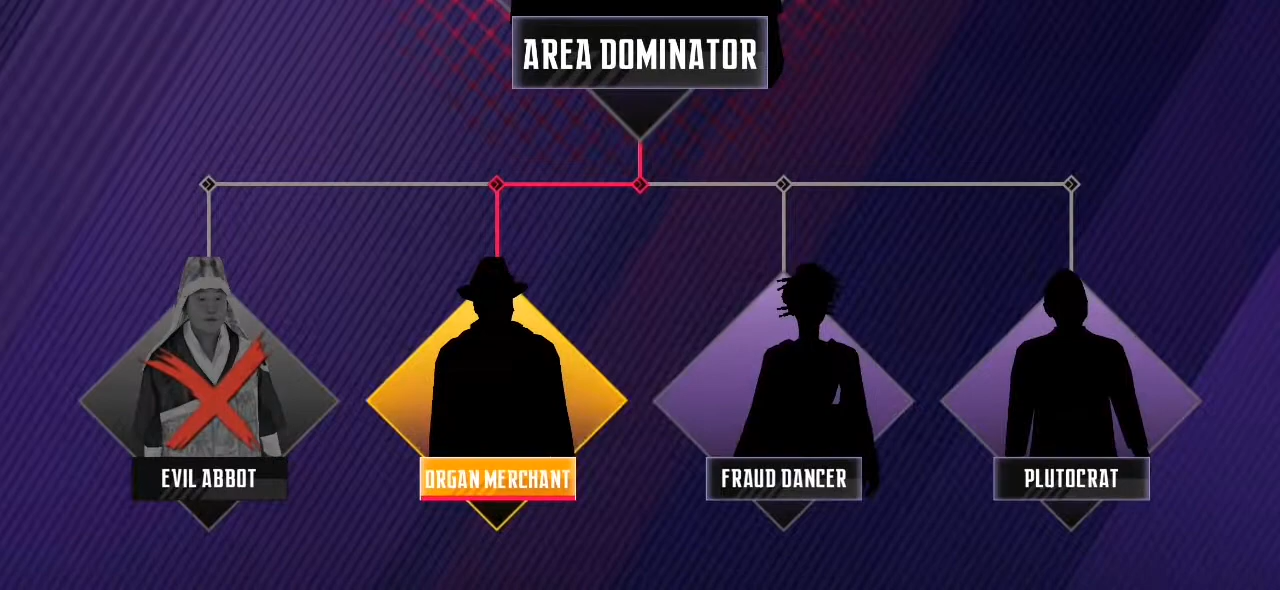 AREA DOMINATOR
EVIL ABBOT
ORGAN MERCHANT
FRAUD DANCER
PLUTOCRAT